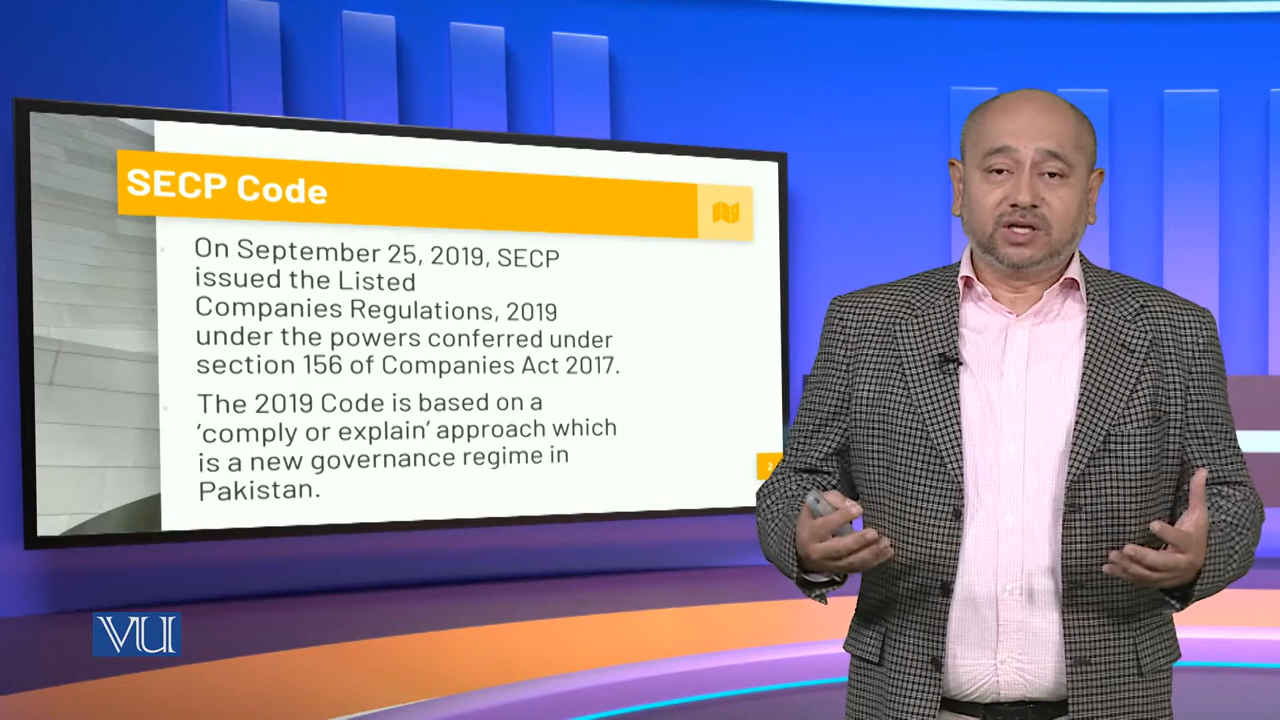 SECP Code
On September 25, 2019, SECP
issued the Listed
Companies Regulations, 2019
under the powers conferred under
section 156 of Companies Act 2017.
The 2019 Code is based on a
‘comply or explain’ approach which
is a new governance regime in
Pakistan.
VU